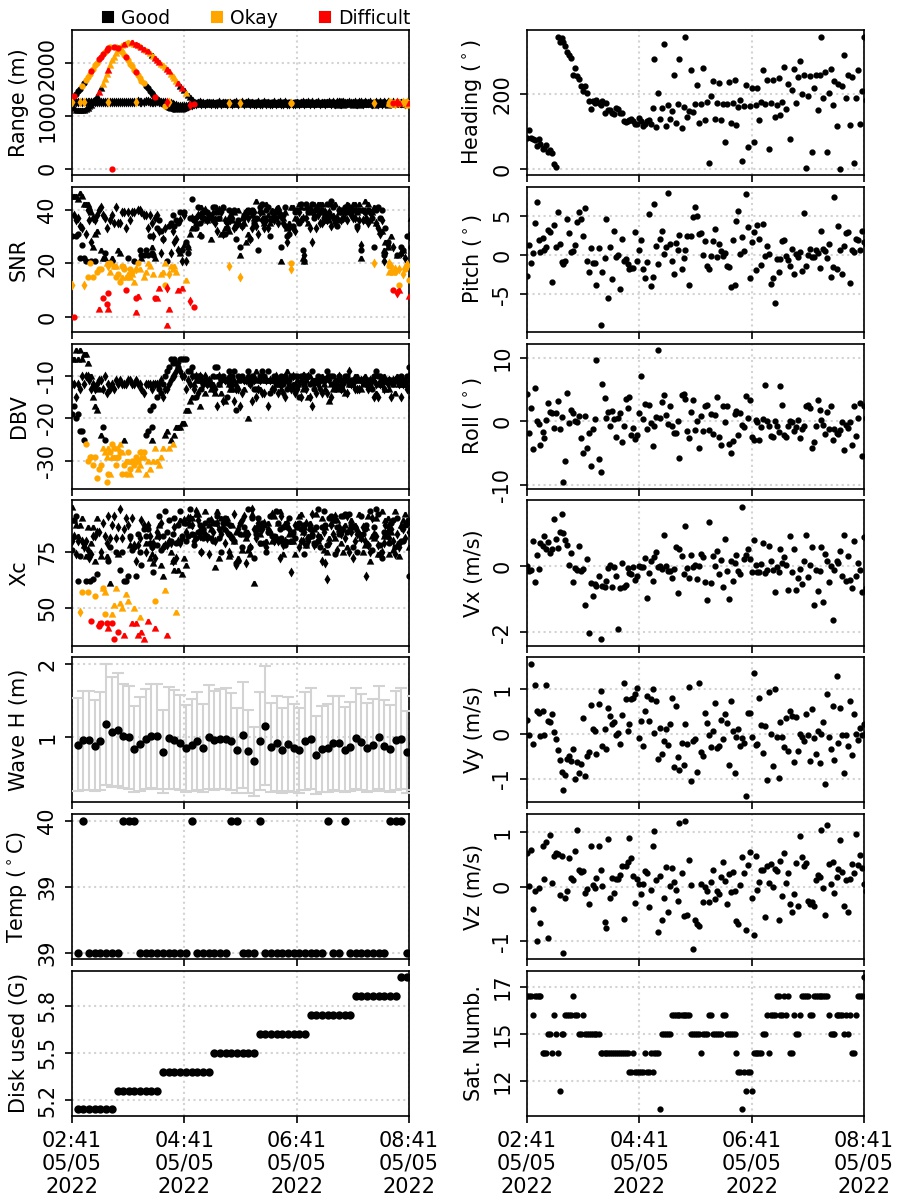 Good Okay Difficult
Range (m)
0
1000
2000
Heading (°)
0
200
SNR
0
20
40
Pitch (°)
-5
0
5
DBV
-30
-20
-10
Roll (°)
-10
0
10
Xc
50
75
Vx (m/s)
-2
0
Wave H (m)
1
2
Vy (m/s)
-1
0
1
Temp (°C)
39
39
40
Vz (m/s)
-1
0
1
Disk used (G)
5.2
5.5
5.8
Sat. Numb.
12
15
17
02:41 04:41 06:41 08:41
05/05 05/05 05/05 05/05
2022 2022 2022 2022
02:41 04:41 06:41 08:41
05/05 05/05 05/05 05/05
2022 2022 2022 2022